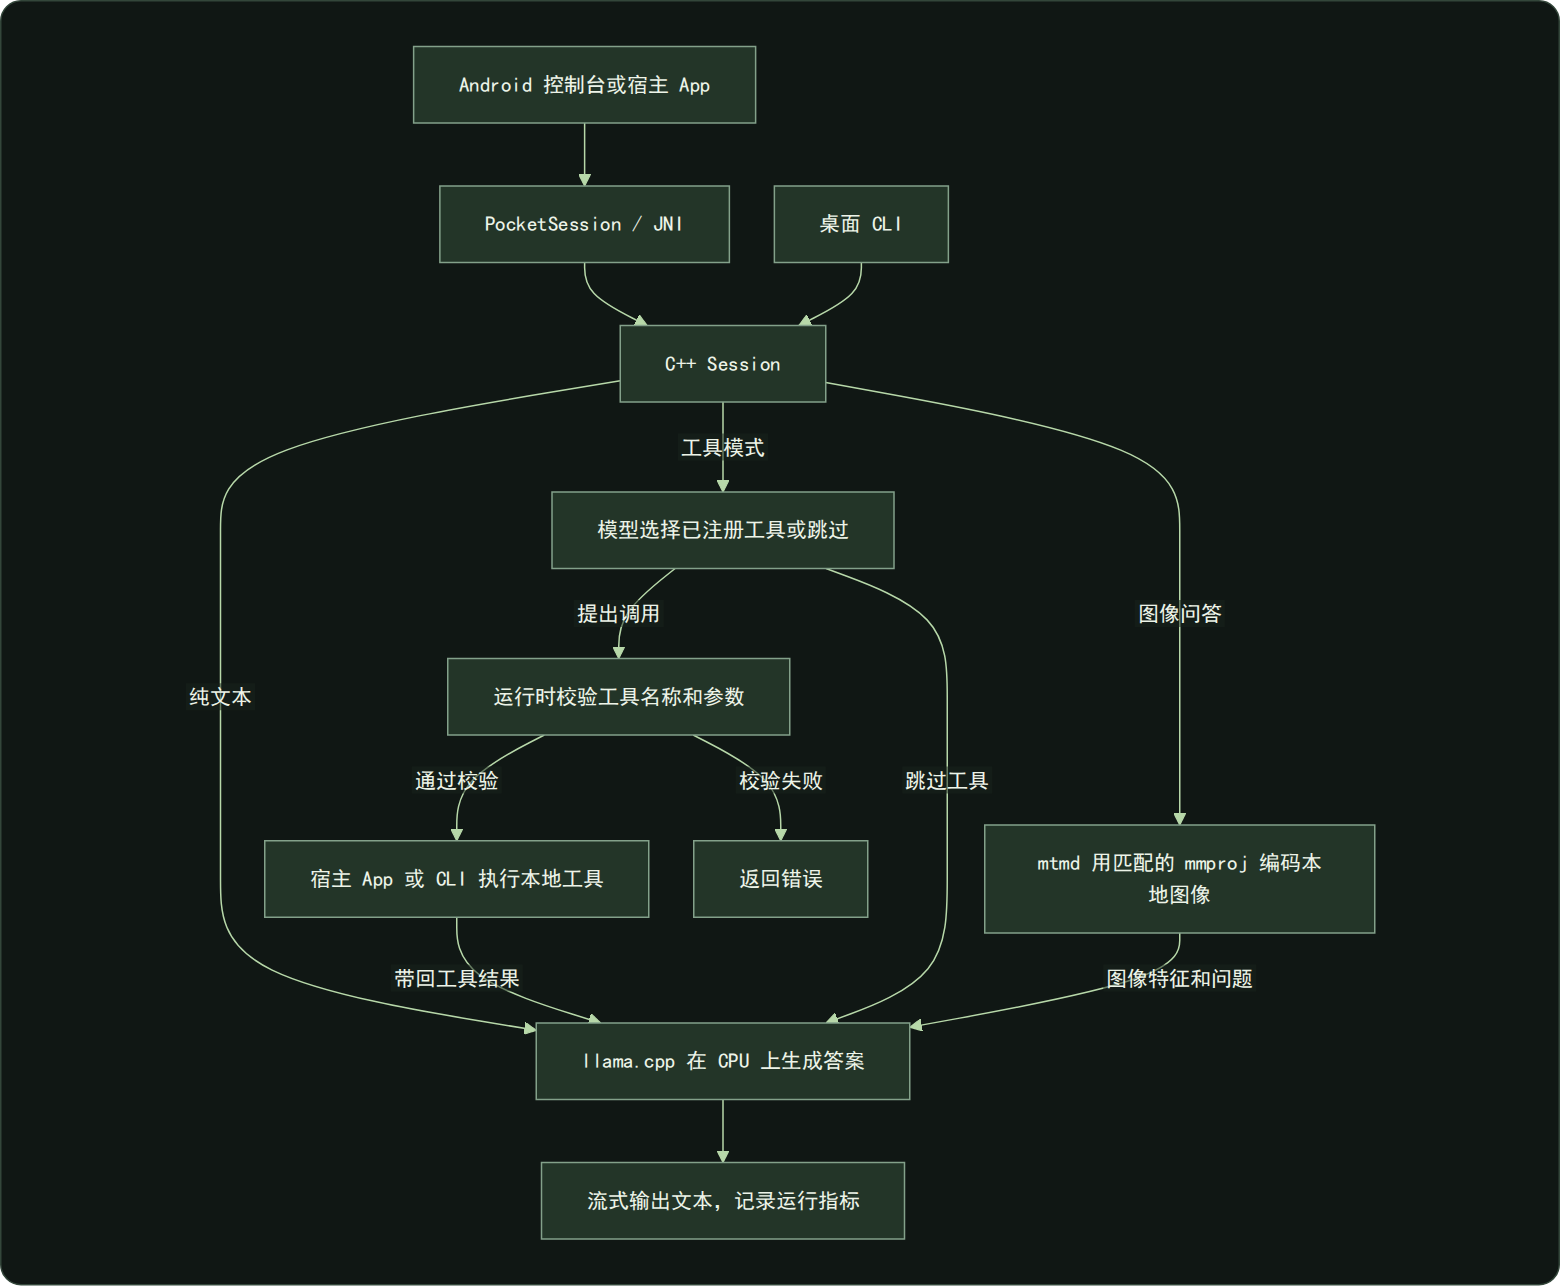 Android 控制台或宿主 App
PocketSession / JNI
桌面 CLI
C++ Session
工具模式
模型选择已注册工具或跳过
提出调用
图像问答
纯文本
运行时校验工具名称和参数
通过校验
校验失败
跳过工具
宿主 App 或 CLI 执行本地工具
返回错误
mtmd 用匹配的 mmproj 编码本
地图像
带回工具结果
图像特征和问题
llama.cpp 在 CPU 上生成答案
流式输出文本，记录运行指标